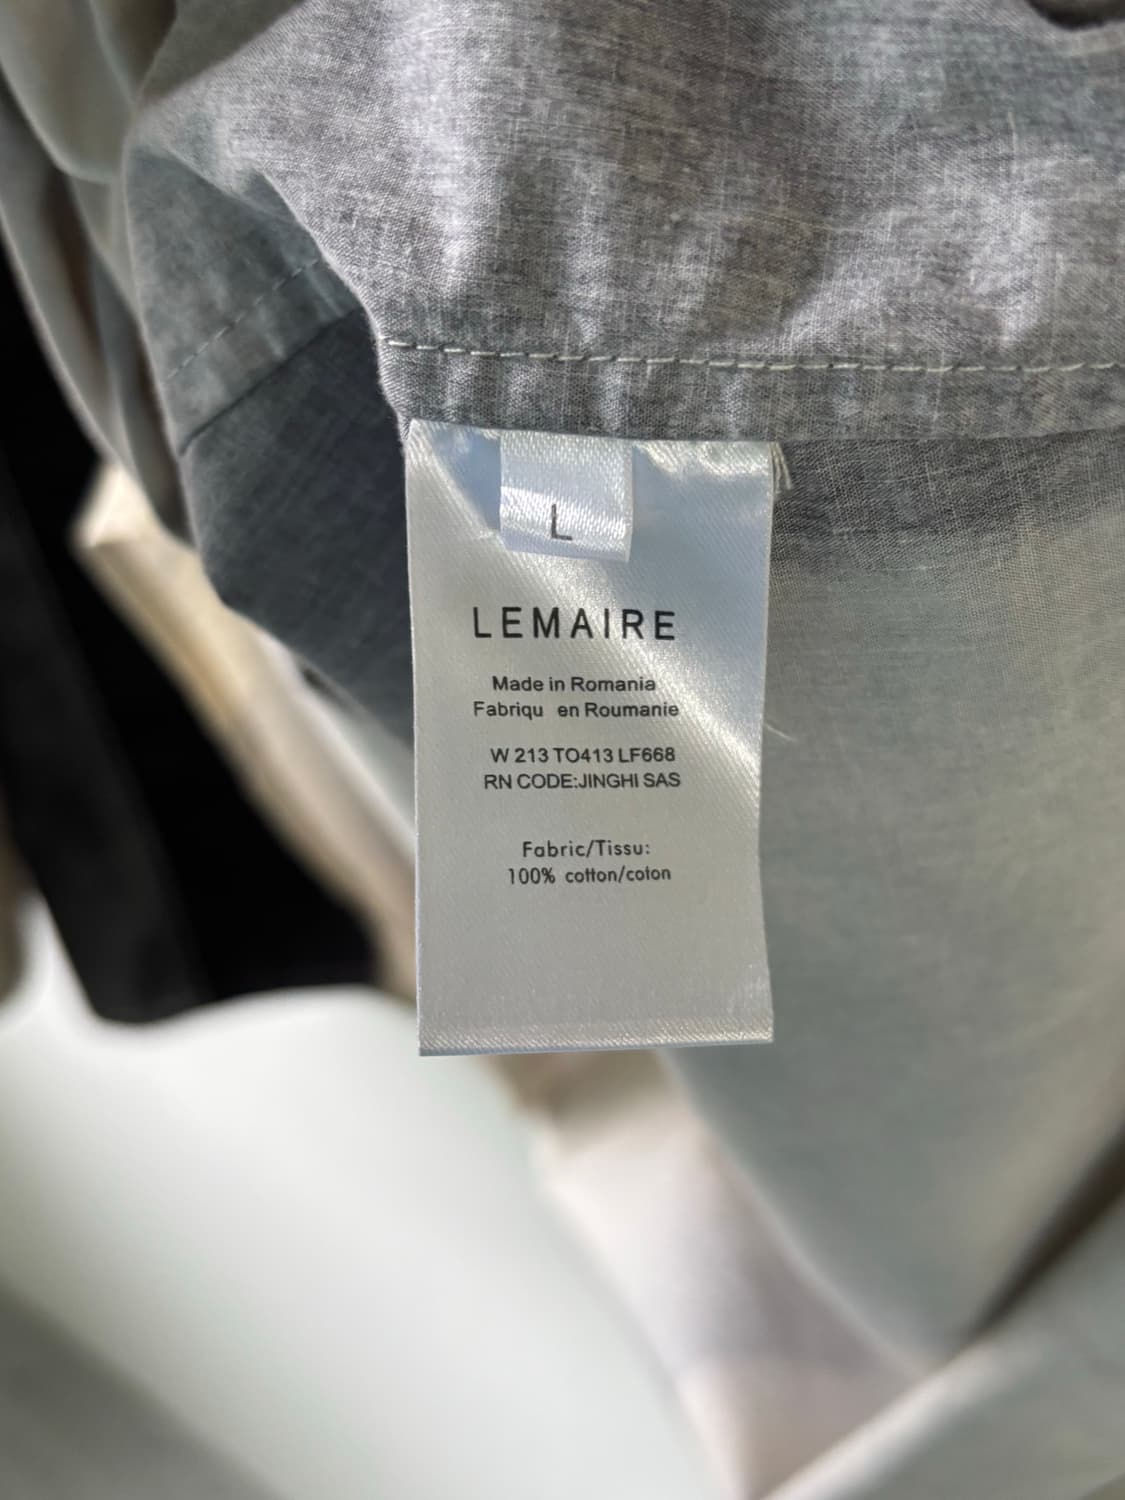 L
LEMAIRE
Made in Romania
Fabriqu  en Roumanie
W 213 TO413 LF668
RN CODE:JINGHI SAS
Fabric/Tissu:
100% cotton/coton